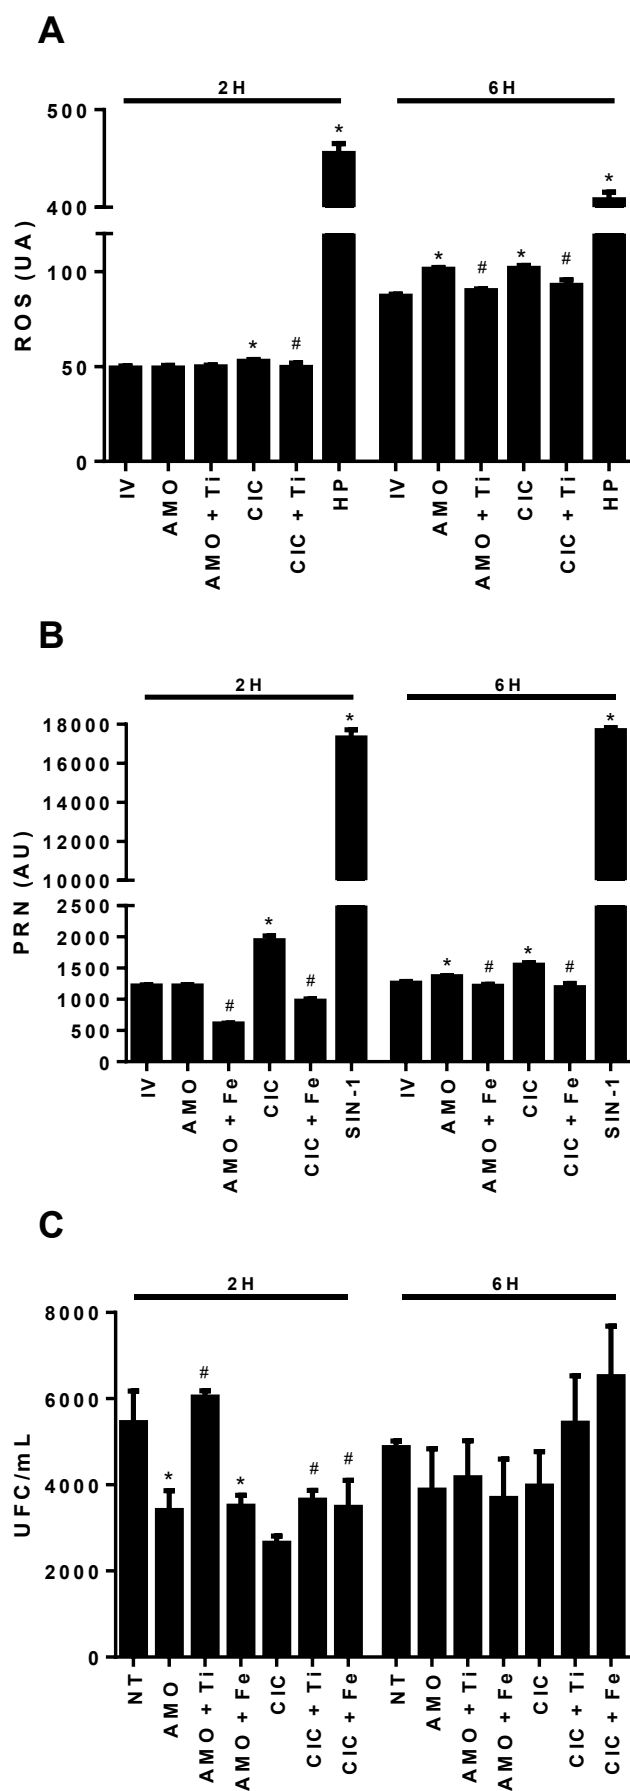 A
2 H
6 H
ROS (UA)
500
400
100
50
0
* * # * # * # *
IV
AMO
AMO + Ti
CIC
CIC + Ti
HP
IV
AMO
AMO + Ti
CIC
CIC + Ti
HP
B
2 H
6 H
PRN (AU)
18000
16000
14000
12000
10000
2500
2000
1500
1000
500
0
# * # * * # * # *
IV
AMO
AMO + Fe
CIC
CIC + Fe
SIN-1
IV
AMO
AMO + Fe
CIC
CIC + Fe
SIN-1
C
2 H
6 H
UFC/mL
8000
6000
4000
2000
0
* # * # #
NT
AMO
AMO + Ti
AMO + Fe
CIC
CIC + Ti
CIC + Fe
NT
AMO
AMO + Ti
AMO + Fe
CIC
CIC + Ti
CIC + Fe